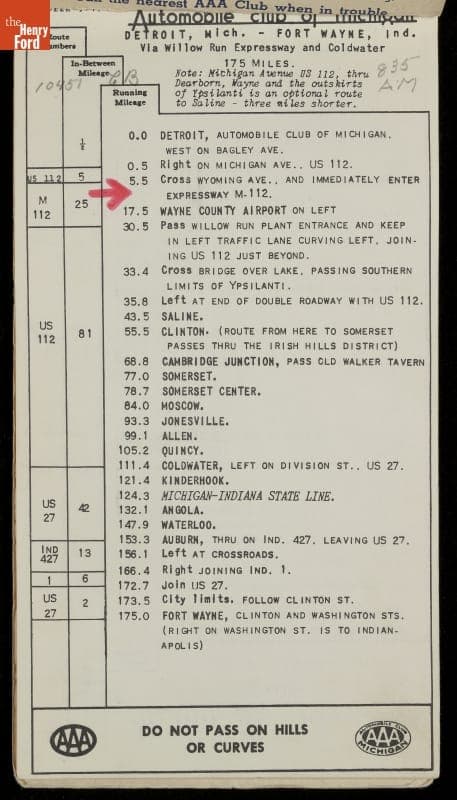 the
Henry
Ford
the nearest AAA Club when in trouble
Automobile Club of Michigan
DETROIT, Mich. - FORT WAYNE, Ind.
Via Willow Run Expressway and Coldwater
175 MILES.
Route
Numbers
In-Between
Mileage
Running
Mileage
10451
835
AM
Note: Michigan Avenue US 112, thru
Dearborn, Wayne and the outskirts
of Ypsilanti is an optional route
to Saline - three miles shorter.
½
0.0 DETROIT, AUTOMOBILE CLUB OF MICHIGAN.
WEST ON BAGLEY AVE.
0.5 Right ON MICHIGAN AVE., US 112.
US 112 5
5.5 Cross WYOMING AVE., AND IMMEDIATELY ENTER
EXPRESSWAY M-112.
M
112
25
17.5 WAYNE COUNTY AIRPORT ON LEFT
30.5 Pass WILLOW RUN PLANT ENTRANCE AND KEEP
IN LEFT TRAFFIC LANE CURVING LEFT, JOIN-
ING US 112 JUST BEYOND.
33.4 Cross BRIDGE OVER LAKE, PASSING SOUTHERN
LIMITS OF YPSILANTI.
35.8 Left AT END OF DOUBLE ROADWAY WITH US 112.
43.5 SALINE.
US
112
81
55.5 CLINTON. (ROUTE FROM HERE TO SOMERSET
PASSES THRU THE IRISH HILLS DISTRICT)
68.8 CAMBRIDGE JUNCTION, PASS OLD WALKER TAVERN
77.0 SOMERSET.
78.7 SOMERSET CENTER.
84.0 MOSCOW.
93.3 JONESVILLE.
99.1 ALLEN.
105.2 QUINCY.
111.4 COLDWATER, LEFT ON DIVISION ST., US 27.
121.4 KINDERHOOK.
124.3 MICHIGAN-INDIANA STATE LINE.
US
27
42
132.1 ANGOLA.
147.9 WATERLOO.
153.3 AUBURN, THRU ON IND. 427. LEAVING US 27.
IND
427
13
156.1 Left AT CROSSROADS.
166.4 Right JOINING IND. 1.
1 6
172.7 Join US 27.
US
27
2
173.5 City limits. FOLLOW CLINTON ST.
175.0 FORT WAYNE, CLINTON AND WASHINGTON STS.
(RIGHT ON WASHINGTON ST. IS TO INDIAN-
APOLIS)
AAA
DO NOT PASS ON HILLS
OR CURVES
AUTOMOBILE CLUB
AAA
MICHIGAN